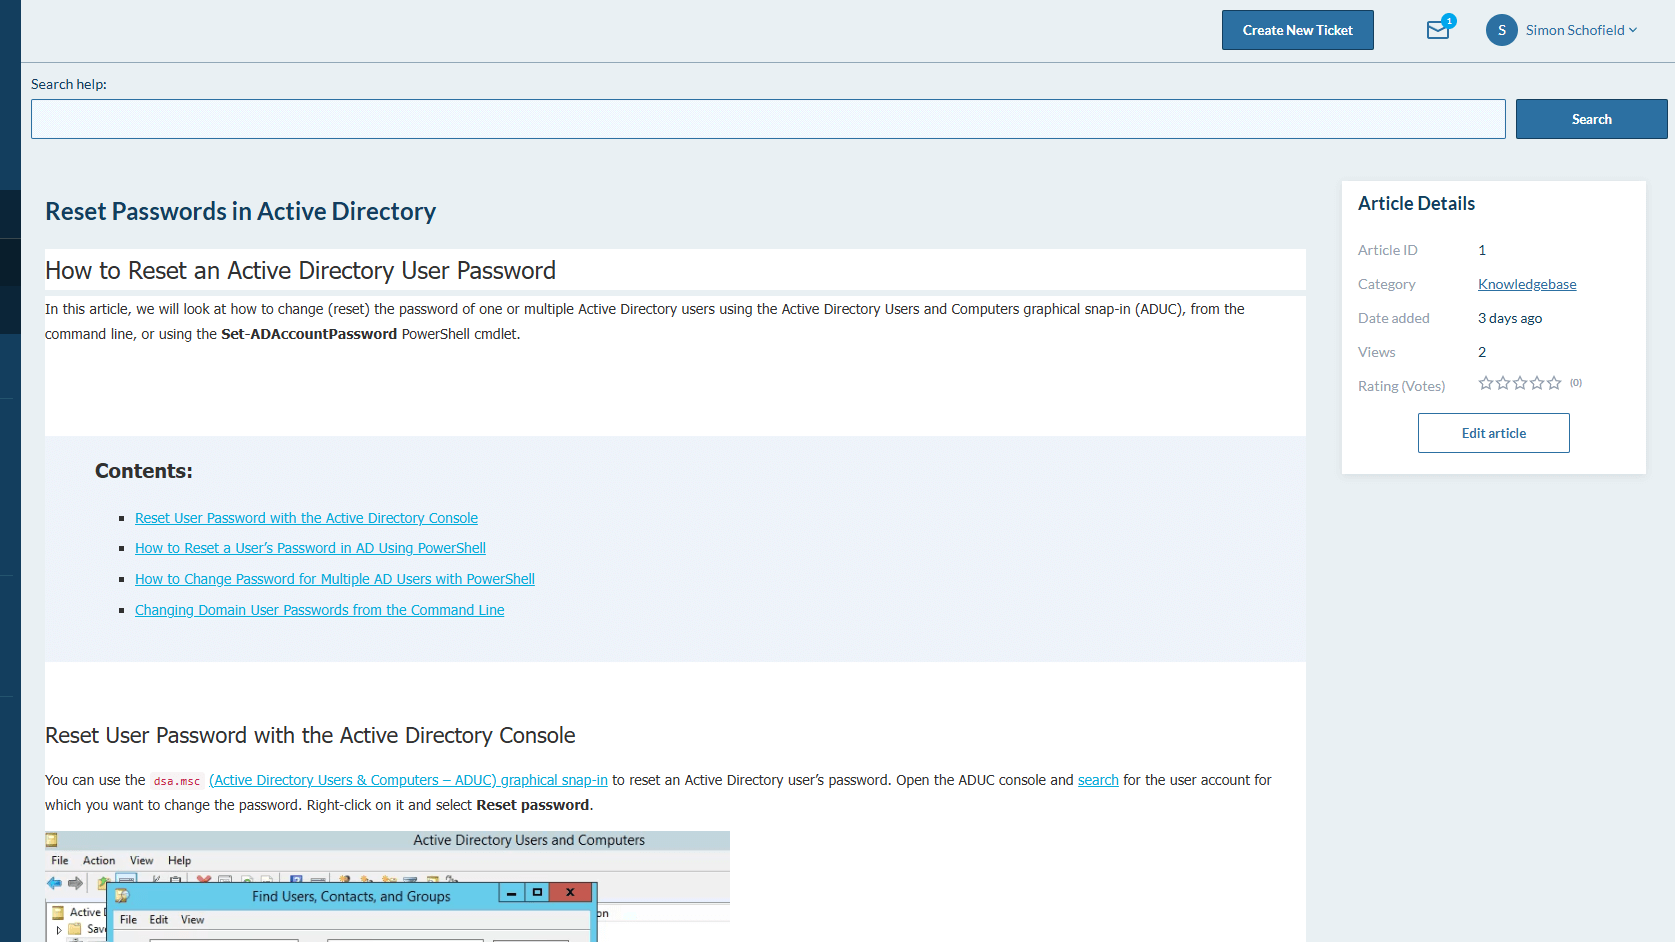 Create New Ticket
1
S
Simon Schofield
Search help:
Search
Reset Passwords in Active Directory
How to Reset an Active Directory User Password
In this article, we will look at how to change (reset) the password of one or multiple Active Directory users using the Active Directory Users and Computers graphical snap-in (ADUC), from the
command line, or using the Set-ADAccountPassword PowerShell cmdlet.
Contents:
Reset User Password with the Active Directory Console
How to Reset a User’s Password in AD Using PowerShell
How to Change Password for Multiple AD Users with PowerShell
Changing Domain User Passwords from the Command Line
Reset User Password with the Active Directory Console
You can use the dsa.msc (Active Directory Users & Computers – ADUC) graphical snap-in to reset an Active Directory user’s password. Open the ADUC console and search for the user account for
which you want to change the password. Right-click on it and select Reset password.
Active Directory Users and Computers
File Action View Help
Find Users, Contacts, and Groups
Active D
on
File Edit View
Save
Article Details
Article ID 1
Category Knowledgebase
Date added 3 days ago
Views 2
Rating (Votes) (0)
Edit article